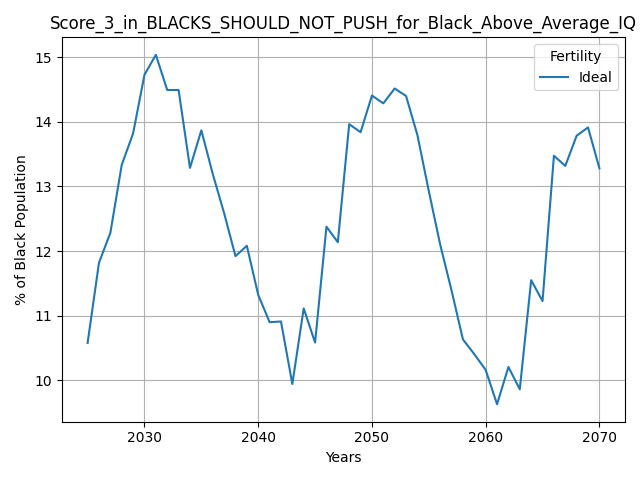 Score_3_in_BLACKS_SHOULD_NOT_PUSH_for_Black_Above_Average_IQ
Fertility
Ideal
15
14
13
12
11
10
% of Black Population
2030
2040
2050
2060
2070
Years